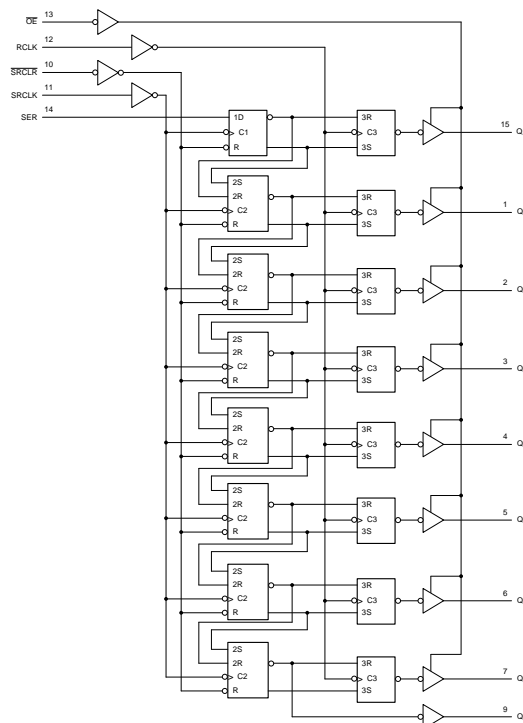 OE 13
RCLK 12
SRCLR 10
SRCLK 11
SER 14
1D 3R
C1 C3 15 Q
R 3S
2S
2R 3R
C2 C3 1 Q
R 3S
2S
2R 3R
C2 C3 2 Q
R 3S
2S
2R 3R
C2 C3 3 Q
R 3S
2S
2R 3R
C2 C3 4 Q
R 3S
2S
2R 3R
C2 C3 5 Q
R 3S
2S
2R 3R
C2 C3 6 Q
R 3S
2S
2R 3R
C2 C3 7 Q
R 3S
9 Q